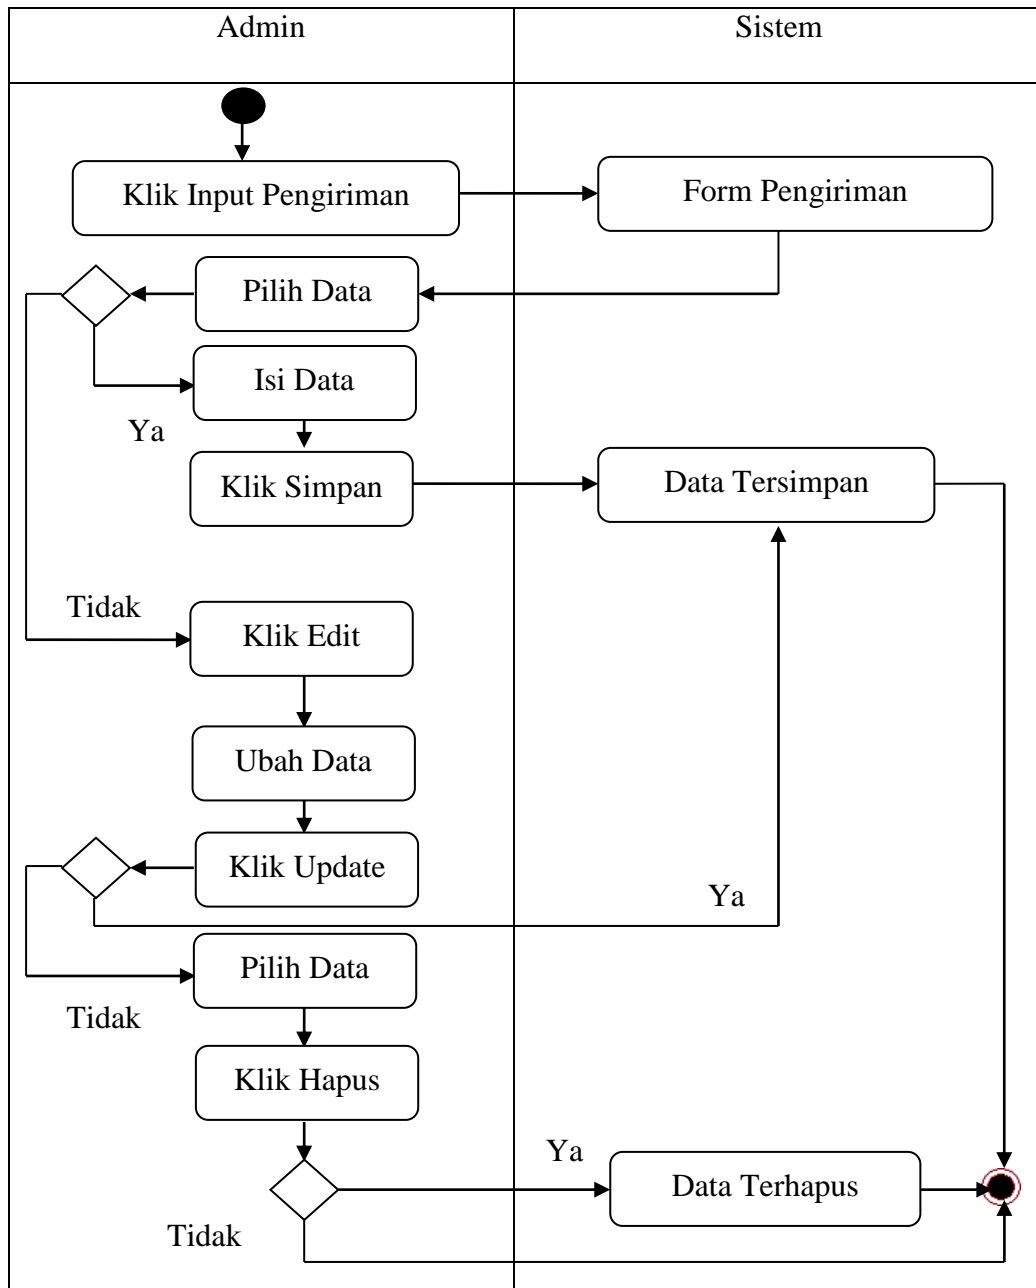 Admin
Sistem
Klik Input Pengiriman
Form Pengiriman
Pilih Data
Isi Data
Ya
Klik Simpan
Data Tersimpan
Tidak
Klik Edit
Ubah Data
Klik Update
Ya
Pilih Data
Tidak
Klik Hapus
Ya
Data Terhapus
Tidak